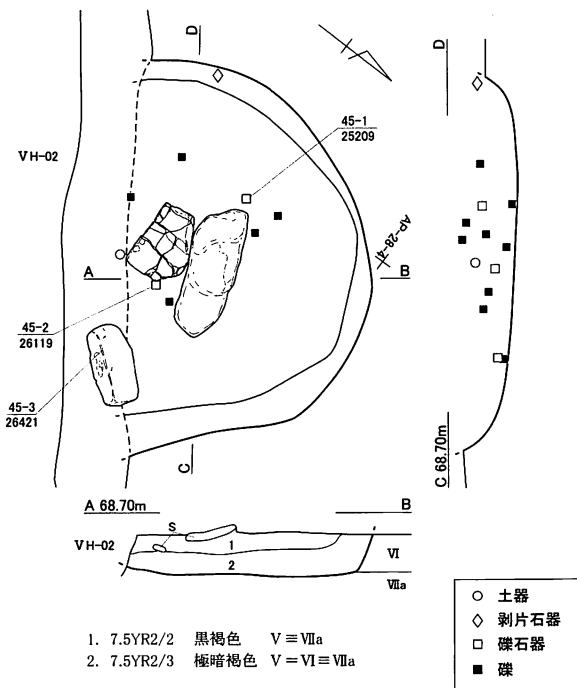 D
45-1
25209
VH-02
AP-28-4
A
B
45-2
26119
45-3
26421
C
D
C 68.70m
A 68.70m
B
S
VH-02
1
2
VI
VIIa
1. 7.5YR2/2 黒褐色 V≡VIIa
2. 7.5YR2/3 極暗褐色 V=VI≡VIIa
○ 土器
◇ 剥片石器
□ 礫石器
■ 礫